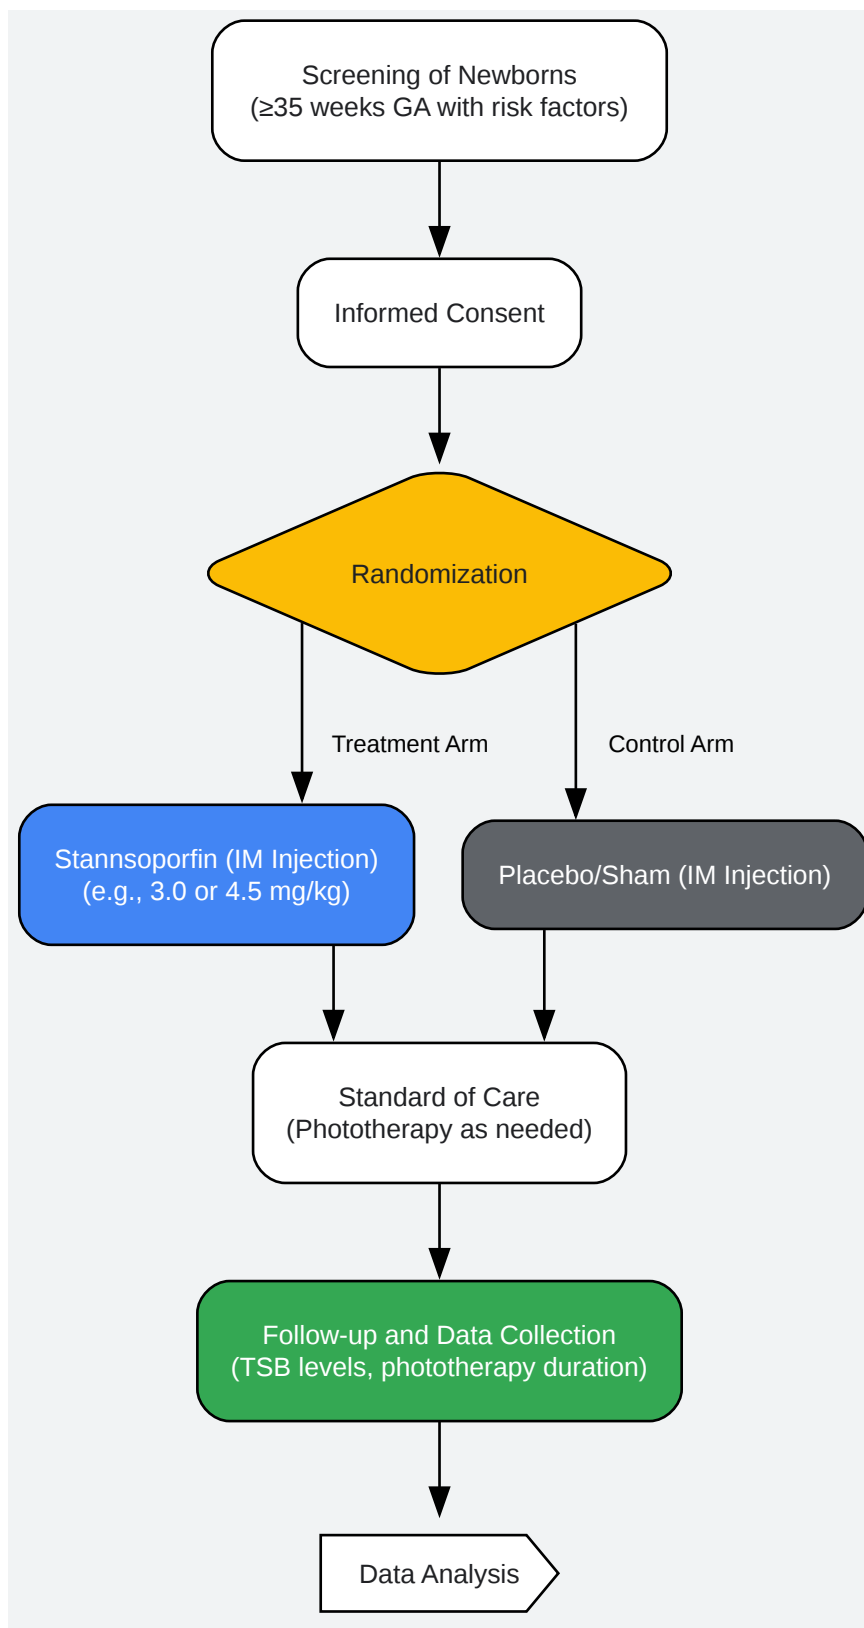 Screening of Newborns
(≥35 weeks GA with risk factors)
Informed Consent
Randomization
Treatment Arm
Control Arm
Stannsoporfin (IM Injection)
(e.g., 3.0 or 4.5 mg/kg)
Placebo/Sham (IM Injection)
Standard of Care
(Phototherapy as needed)
Follow-up and Data Collection
(TSB levels, phototherapy duration)
Data Analysis